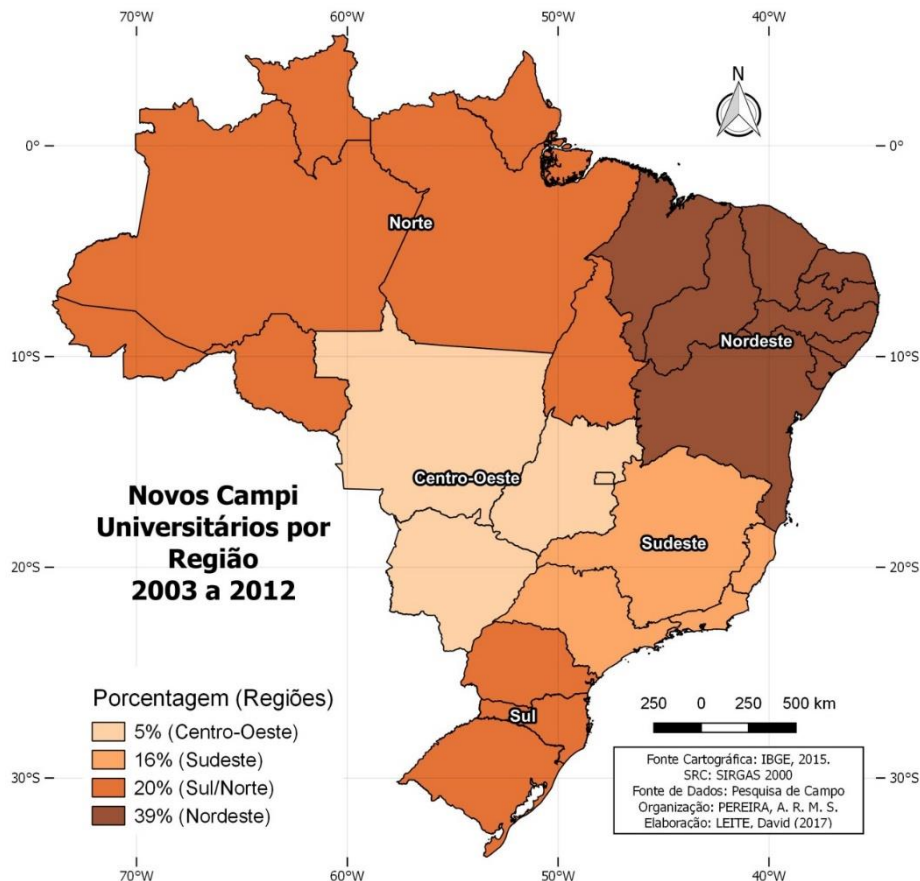 70°W 60°W 50°W 40°W
N
0° 0°
Norte
Nordeste
10°S 10°S
Centro-Oeste
Novos Campi
Universitários por
Região
2003 a 2012
Sudeste
20°S 20°S
Porcentagem (Regiões)
5% (Centro-Oeste)
16% (Sudeste)
20% (Sul/Norte)
39% (Nordeste)
Sul
250 0 250 500 km
Fonte Cartográfica: IBGE, 2015.
SRC: SIRGAS 2000
Fonte de Dados: Pesquisa de Campo
Organização: PEREIRA, A. R. M. S.
Elaboração: LEITE, David (2017)
30°S 30°S
70°W 60°W 50°W 40°W